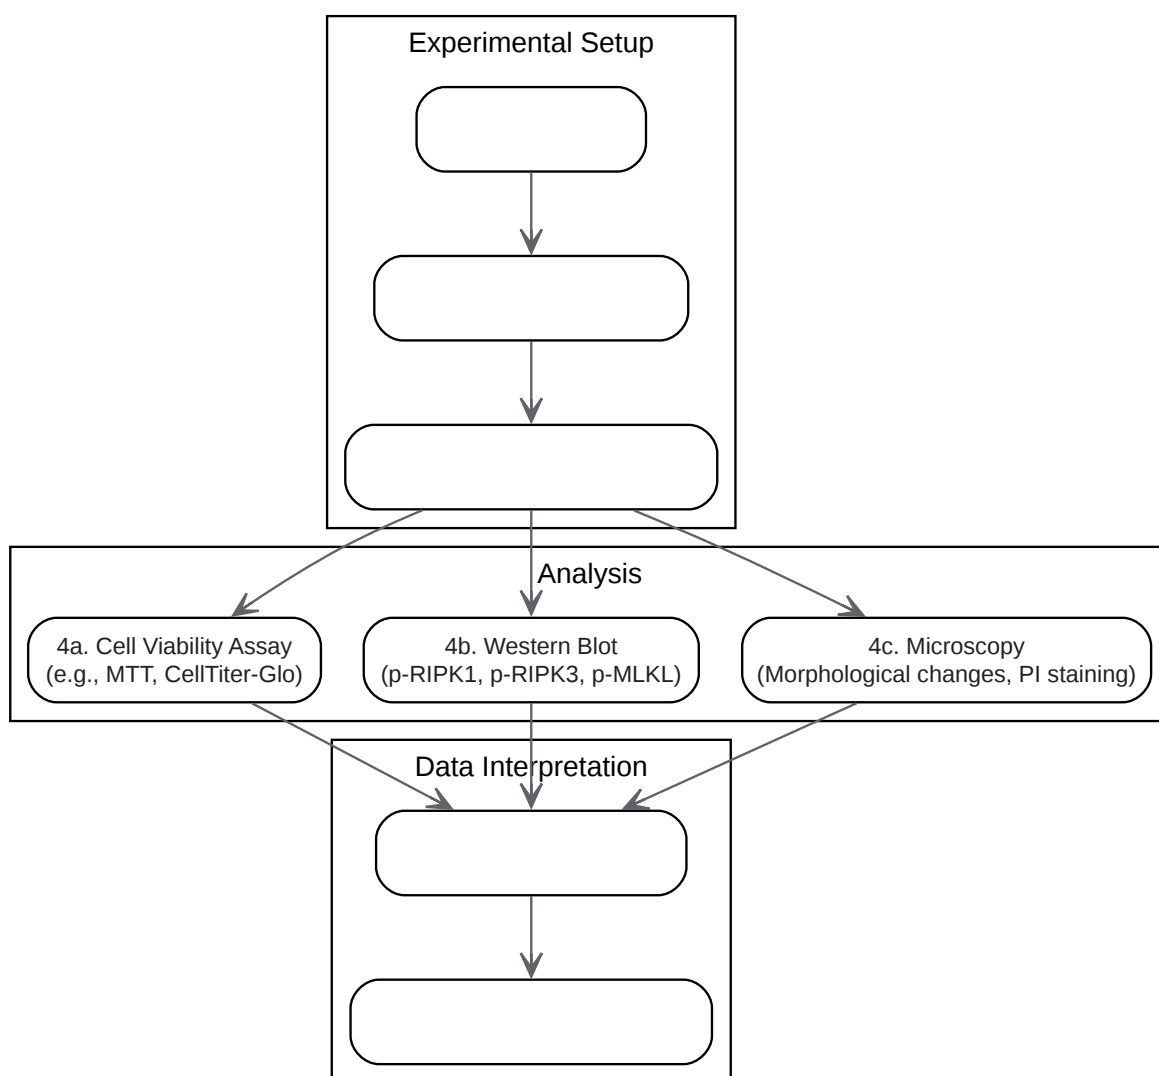 Experimental Setup
Analysis
4a. Cell Viability Assay
(e.g., MTT, CellTiter-Glo)
4b. Western Blot
(p-RIPK1, p-RIPK3, p-MLKL)
4c. Microscopy
(Morphological changes, PI staining)
Data Interpretation